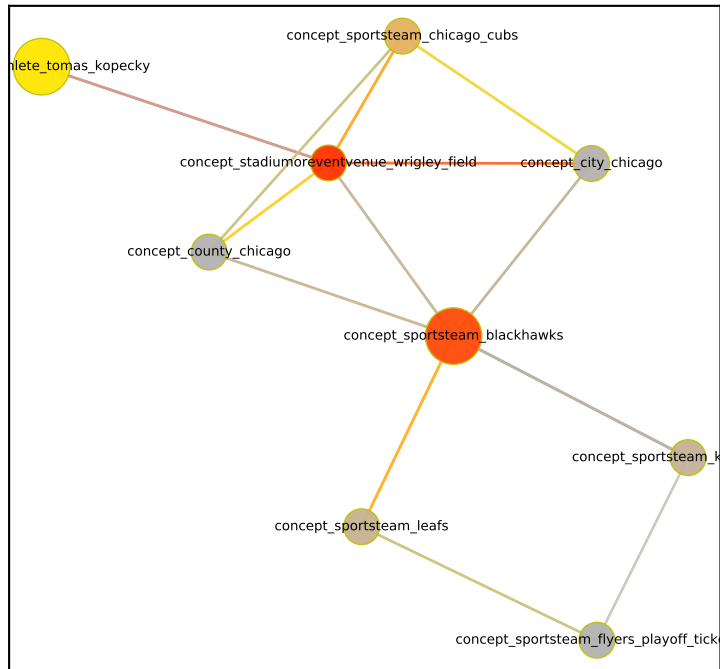 concept_sportsteam_chicago_cubs
hlete_tomas_kopecky
concept_stadiumoreventvenue_wrigley_field
concept_city_chicago
concept_county_chicago
concept_sportsteam_blackhawks
concept_sportsteam_k
concept_sportsteam_leafs
concept_sportsteam_flyers_playoff_ticke